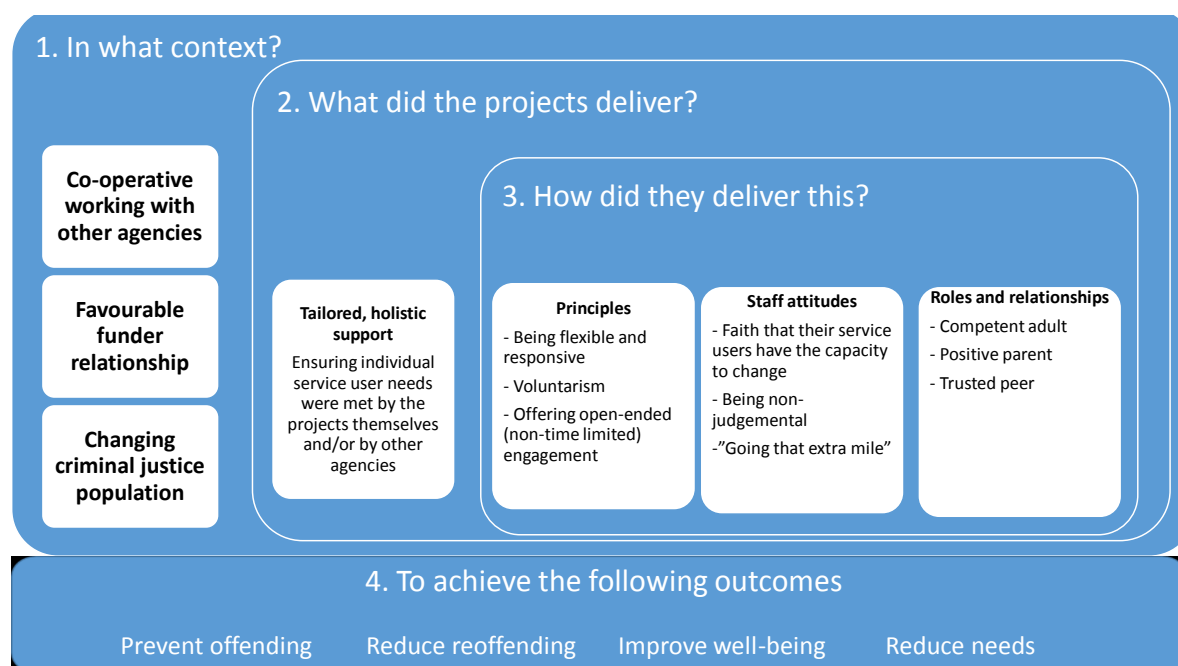 1. In what context?
2. What did the projects deliver?
3. How did they deliver this?
Co-operative
working with
other agencies
Favourable
funder
relationship
Changing
criminal justice
population
Tailored, holistic
support
Ensuring individual
service user needs
were met by the
projects themselves
and/or by other
agencies
Principles
- Being flexible and
responsive
- Voluntarism
- Offering open-ended
(non-time limited)
engagement
Staff attitudes
- Faith that their service
users have the capacity
to change
- Being non-
judgemental
-”Going that extra mile”
Roles and relationships
- Competent adult
- Positive parent
- Trusted peer
4. To achieve the following outcomes
Prevent offending Reduce reoffending Improve well-being Reduce needs